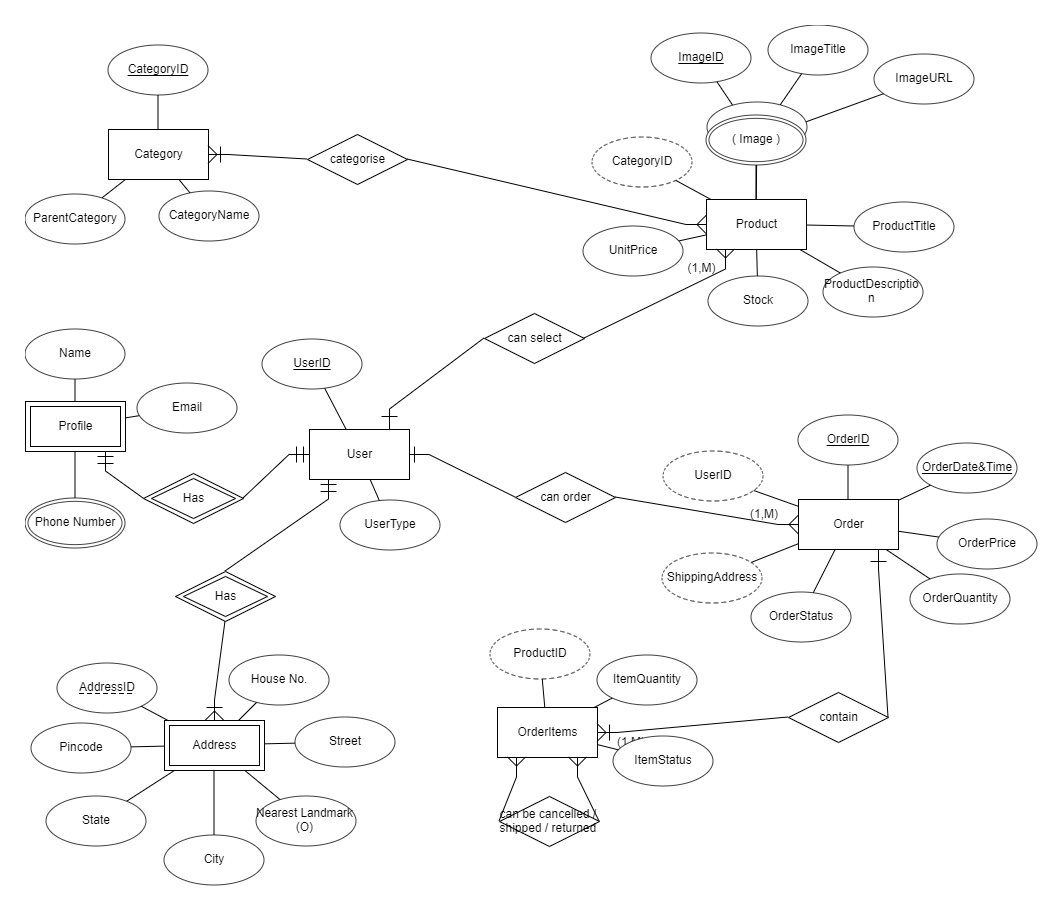 CategoryID
Category
ParentCategory
CategoryName
categorise
ImageID
ImageTitle
ImageURL
( Image )
CategoryID
Product
ProductTitle
UnitPrice
(1,M)
Stock
ProductDescriptio
n
can select
Name
Profile
Email
Phone Number
Has
UserID
User
UserType
can order
(1,M)
UserID
OrderID
OrderDate&Time
Order
OrderPrice
ShippingAddress
OrderStatus
OrderQuantity
Has
AddressID
House No.
Pincode
Address
Street
State
Nearest Landmark
(O)
City
ProductID
ItemQuantity
OrderItems
ItemStatus
contain
can be cancelled /
shipped / returned